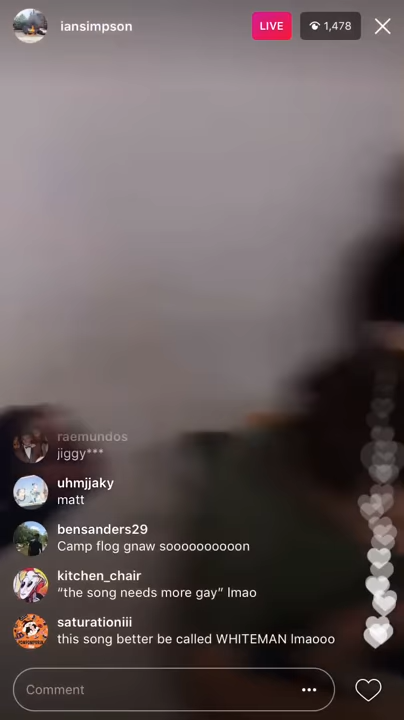 iansimpson
LIVE
1,478
raemundos
jiggy***
uhmjjaky
matt
bensanders29
Camp flog gnaw soooooooooon
kitchen_chair
“the song needs more gay” lmao
saturationiii
this song better be called WHITEMAN lmaooo
Comment